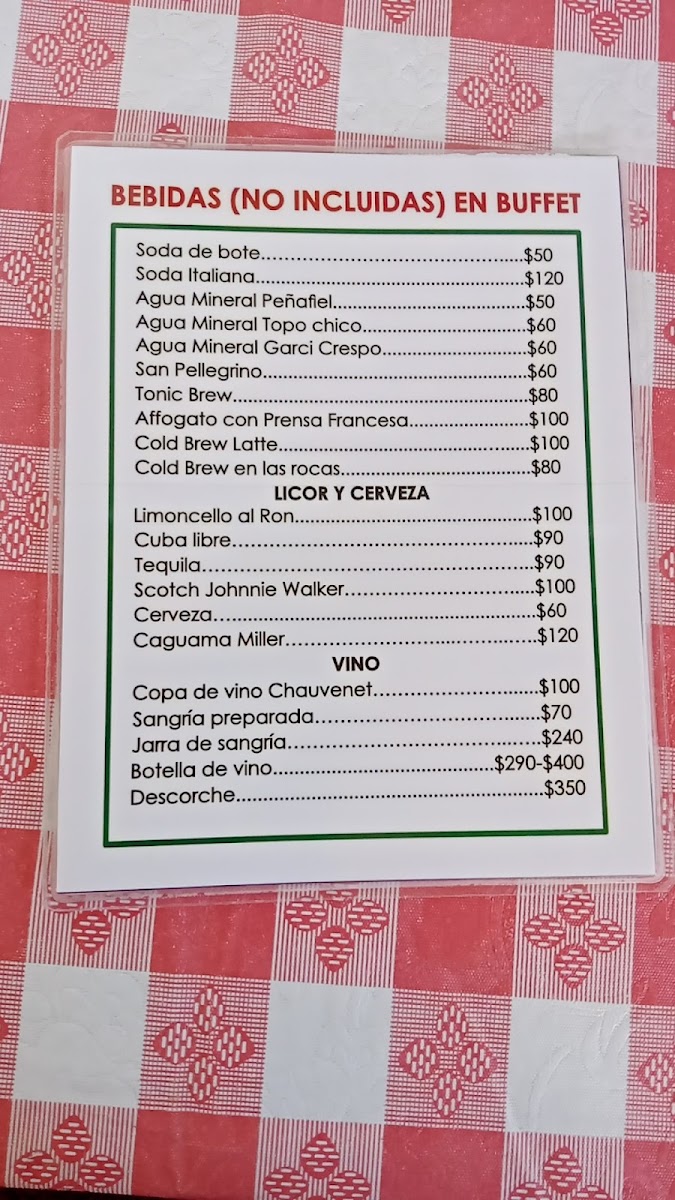 BEBIDAS (NO INCLUIDAS) EN BUFFET
Soda de bote.......................................$50
Soda Italiana.......................................$120
Agua Mineral Peñafiel............................$50
Agua Mineral Topo chico........................$60
Agua Mineral Garci Crespo.....................$60
San Pellegrino.......................................$60
Tonic Brew............................................$80
Affogato con Prensa Francesa.................$100
Cold Brew Latte.....................................$100
Cold Brew en las rocas...........................$80
LICOR Y CERVEZA
Limoncello al Ron...................................$100
Cuba libre.............................................$90
Tequila..................................................$90
Scotch Johnnie Walker...........................$100
Cerveza................................................$60
Caguama Miller.....................................$120
VINO
Copa de vino Chauvenet........................$100
Sangría preparada.................................$70
Jarra de sangría.....................................$240
Botella de vino................................$290-$400
Descorche.............................................$350